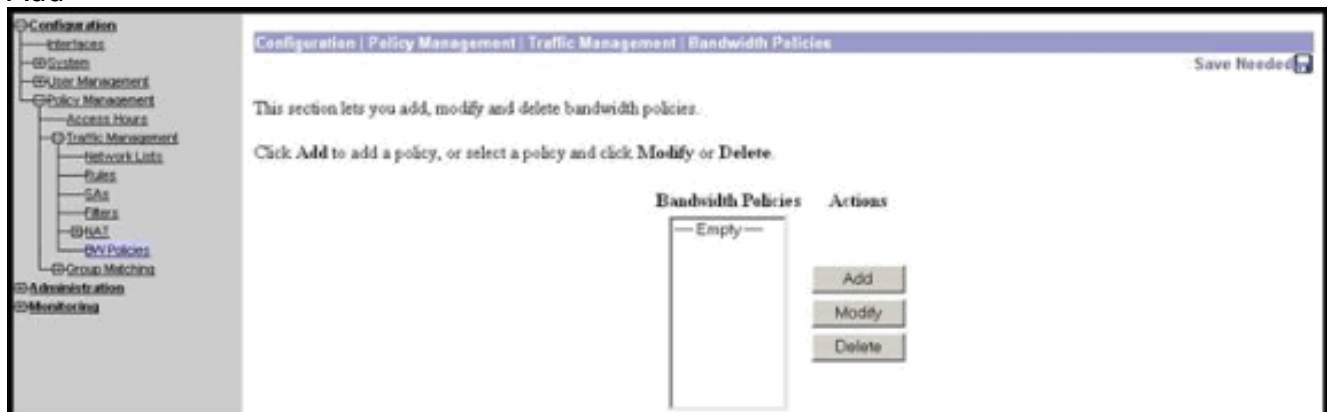 Configuration
Interfaces
System
User Management
Policy Management
Access Hours
Traffic Management
Network Lists
Rules
SAs
Filters
NAT
BW Policies
Group Matching
Administration
Monitoring
Configuration | Policy Management | Traffic Management | Bandwidth Policies
Save Needed
This section lets you add, modify and delete bandwidth policies.
Click Add to add a policy, or select a policy and click Modify or Delete.
Bandwidth Policies Actions
—Empty—
Add
Modify
Delete